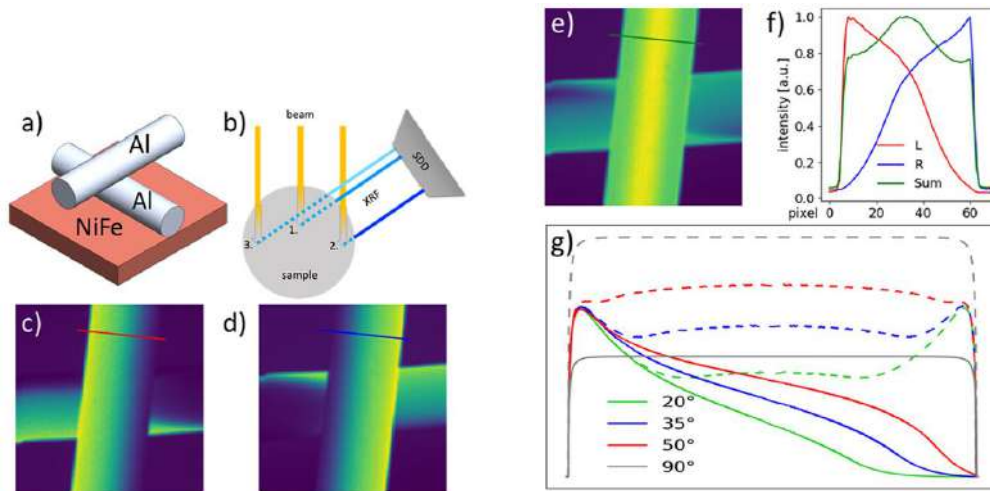 a)
Al
Al
NiFe
b)
beam
SDD
XRF
3.
1.
2.
sample
c)
d)
e)
f)
intensity [a.u.]
1.0
0.8
0.6
0.4
0.2
0.0
L
R
Sum
pixel 0 20 40 60
g)
20°
35°
50°
90°